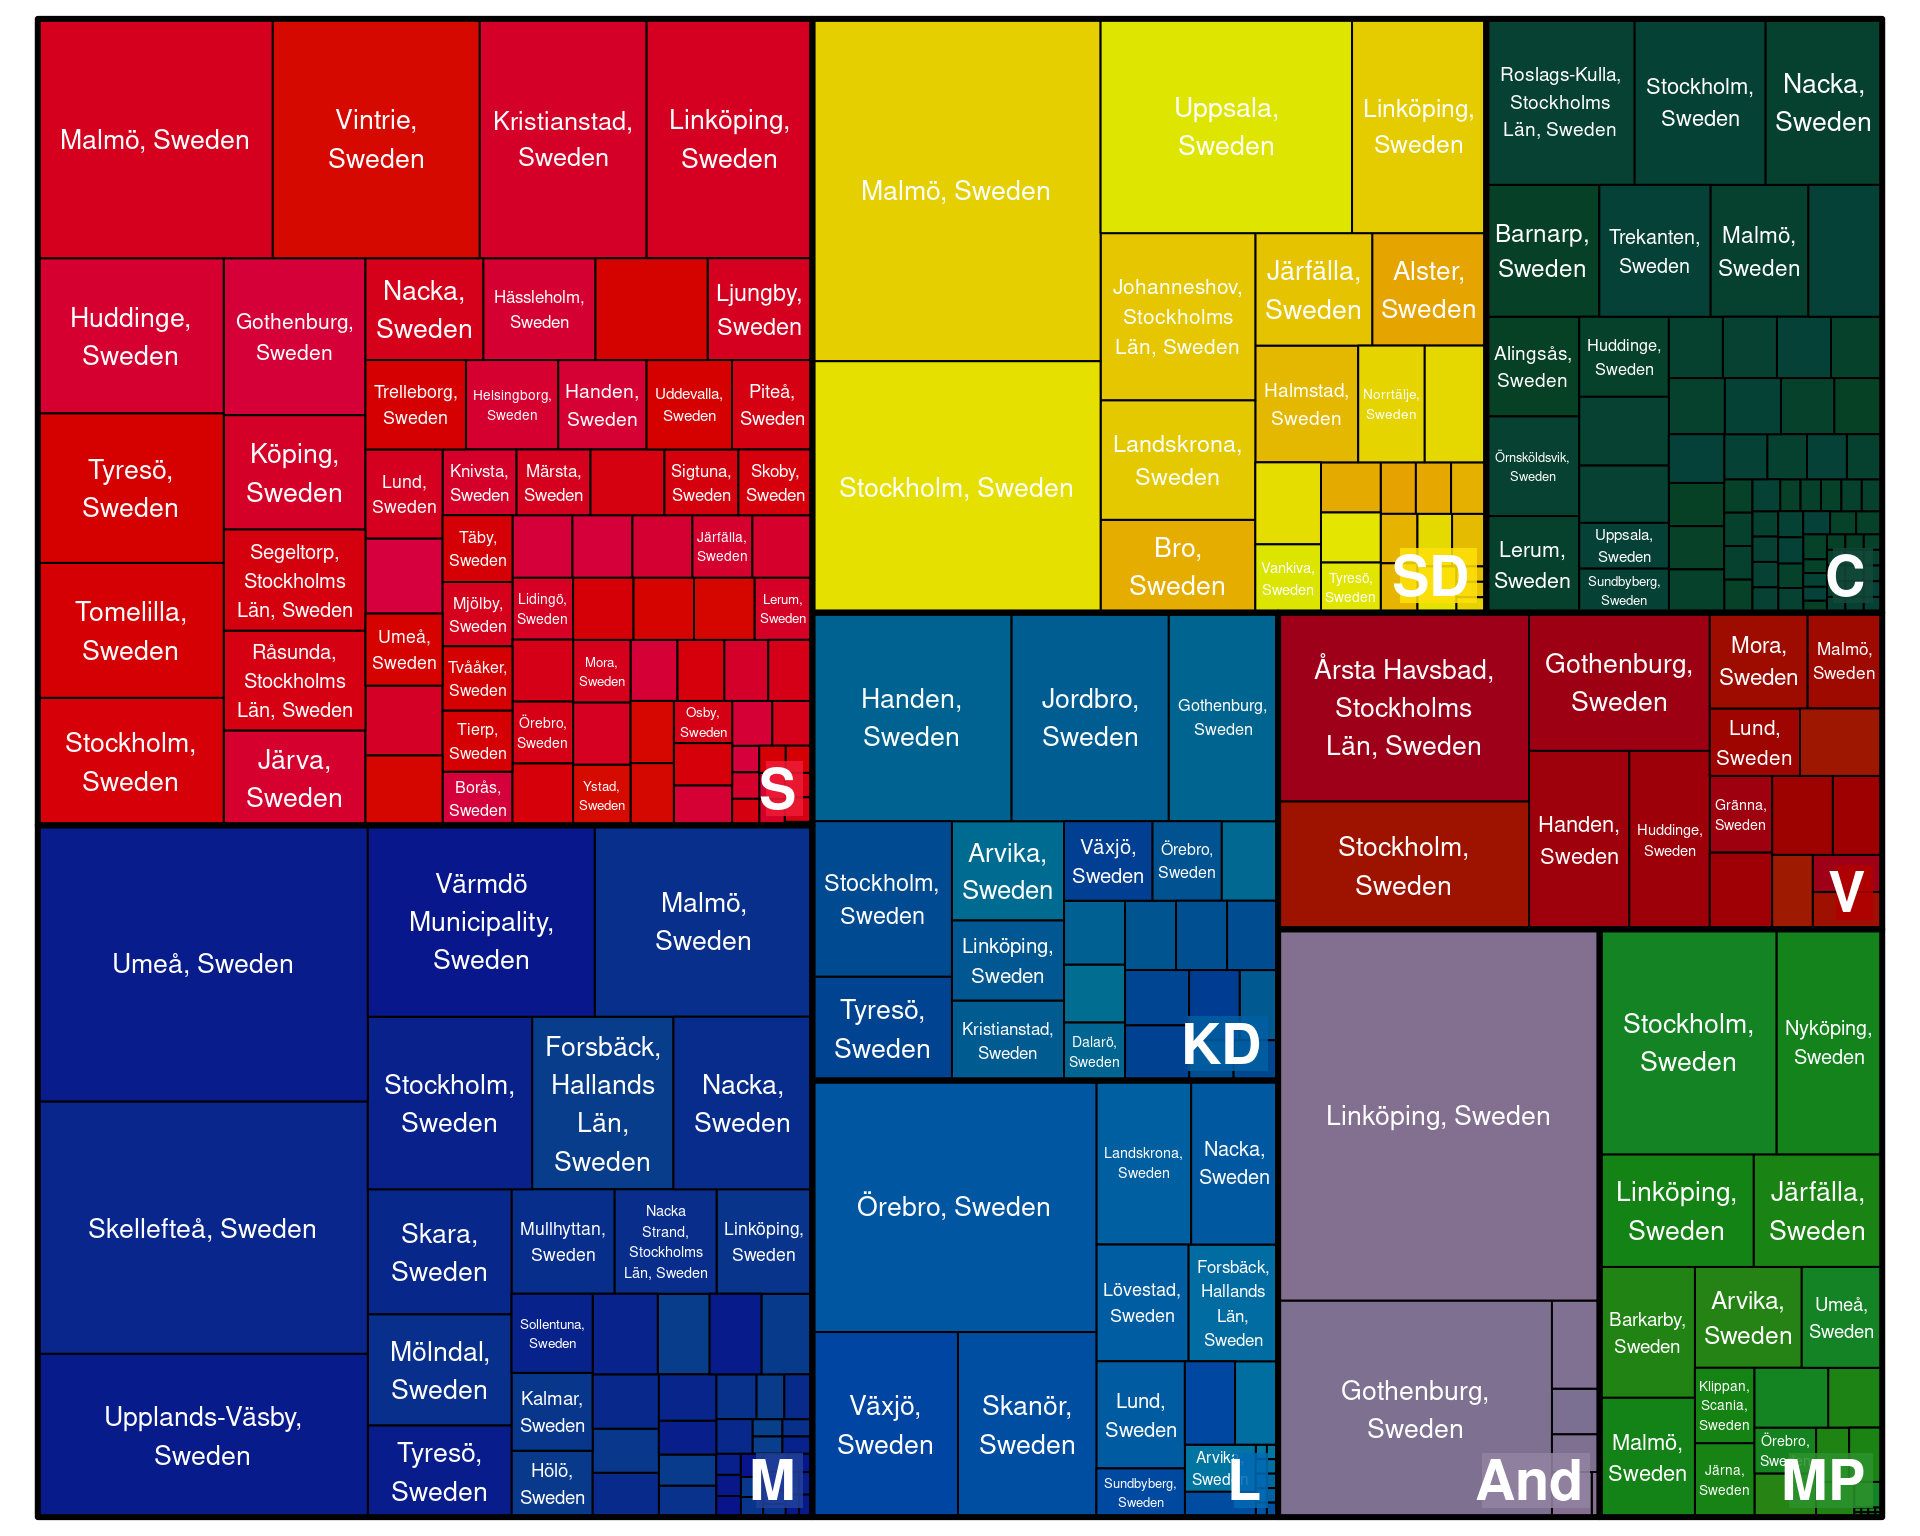 Malmö, Sweden
Vintrie,
Sweden
Kristianstad,
Sweden
Linköping,
Sweden
Huddinge,
Sweden
Gothenburg,
Sweden
Nacka,
Sweden
Hässleholm,
Sweden
Ljungby,
Sweden
Trelleborg,
Sweden
Helsingborg,
Sweden
Handen,
Sweden
Uddevalla,
Sweden
Piteå,
Sweden
Tyresö,
Sweden
Köping,
Sweden
Lund,
Sweden
Knivsta,
Sweden
Märsta,
Sweden
Sigtuna,
Sweden
Skoby,
Sweden
Segeltorp,
Stockholms
Län, Sweden
Täby,
Sweden
Järfälla,
Sweden
Tomelilla,
Sweden
Mjölby,
Sweden
Lidingö,
Sweden
Lerum,
Sweden
Råsunda,
Stockholms
Län, Sweden
Umeå,
Sweden
Tvååker,
Sweden
Mora,
Sweden
Stockholm,
Sweden
Järva,
Sweden
Tierp,
Sweden
Örebro,
Sweden
Osby,
Sweden
Borås,
Sweden
Ystad,
Sweden
S
Malmö, Sweden
Uppsala,
Sweden
Linköping,
Sweden
Johanneshov,
Stockholms
Län, Sweden
Järfälla,
Sweden
Alster,
Sweden
Stockholm, Sweden
Landskrona,
Sweden
Halmstad,
Sweden
Norrtälje,
Sweden
Bro,
Sweden
Vankiva,
Sweden
Tyresö,
Sweden
SD
Roslags-Kulla,
Stockholms
Län, Sweden
Stockholm,
Sweden
Nacka,
Sweden
Barnarp,
Sweden
Trekanten,
Sweden
Malmö,
Sweden
Alingsås,
Sweden
Huddinge,
Sweden
Örnsköldsvik,
Sweden
Lerum,
Sweden
Uppsala,
Sweden
Sundbyberg,
Sweden
C
Umeå, Sweden
Värmdö
Municipality,
Sweden
Malmö,
Sweden
Skellefteå, Sweden
Stockholm,
Sweden
Forsbäck,
Hallands
Län,
Sweden
Nacka,
Sweden
Skara,
Sweden
Mullhyttan,
Sweden
Nacka
Strand,
Stockholms
Län, Sweden
Linköping,
Sweden
Upplands-Väsby,
Sweden
Mölndal,
Sweden
Sollentuna,
Sweden
Kalmar,
Sweden
Tyresö,
Sweden
Hölö,
Sweden
M
Handen,
Sweden
Jordbro,
Sweden
Gothenburg,
Sweden
Stockholm,
Sweden
Arvika,
Sweden
Växjö,
Sweden
Örebro,
Sweden
Linköping,
Sweden
Tyresö,
Sweden
Kristianstad,
Sweden
Dalarö,
Sweden
KD
Årsta Havsbad,
Stockholms
Län, Sweden
Gothenburg,
Sweden
Mora,
Sweden
Malmö,
Sweden
Lund,
Sweden
Stockholm,
Sweden
Handen,
Sweden
Huddinge,
Sweden
Gränna,
Sweden
V
Örebro, Sweden
Landskrona,
Sweden
Nacka,
Sweden
Lövestad,
Sweden
Forsbäck,
Hallands
Län,
Sweden
Växjö,
Sweden
Skanör,
Sweden
Lund,
Sweden
Arvika,
Sweden
Sundbyberg,
Sweden
L
Linköping, Sweden
Gothenburg,
Sweden
And
Stockholm,
Sweden
Nyköping,
Sweden
Linköping,
Sweden
Järfälla,
Sweden
Barkarby,
Sweden
Arvika,
Sweden
Umeå,
Sweden
Klippan,
Scania,
Sweden
Malmö,
Sweden
Örebro,
Sweden
Järna,
Sweden
MP